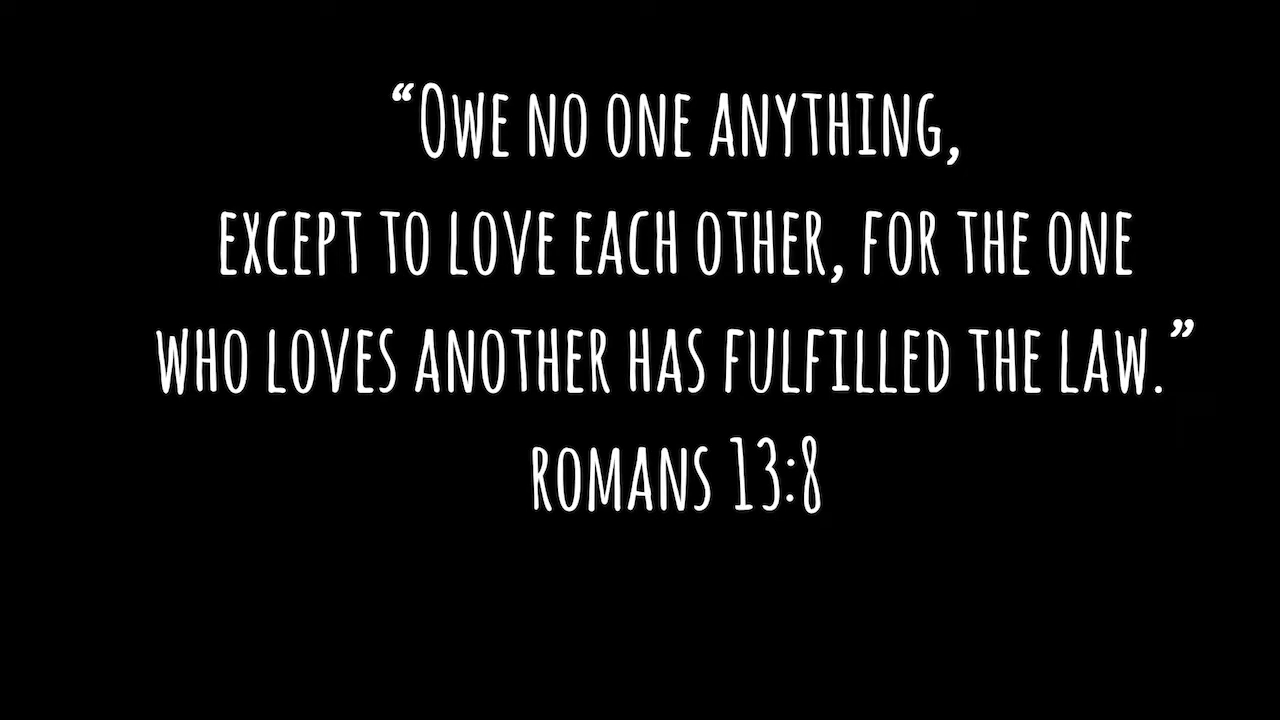 “Owe no one anything,
except to love each other, for the one
who loves another has fulfilled the law.”
Romans 13:8